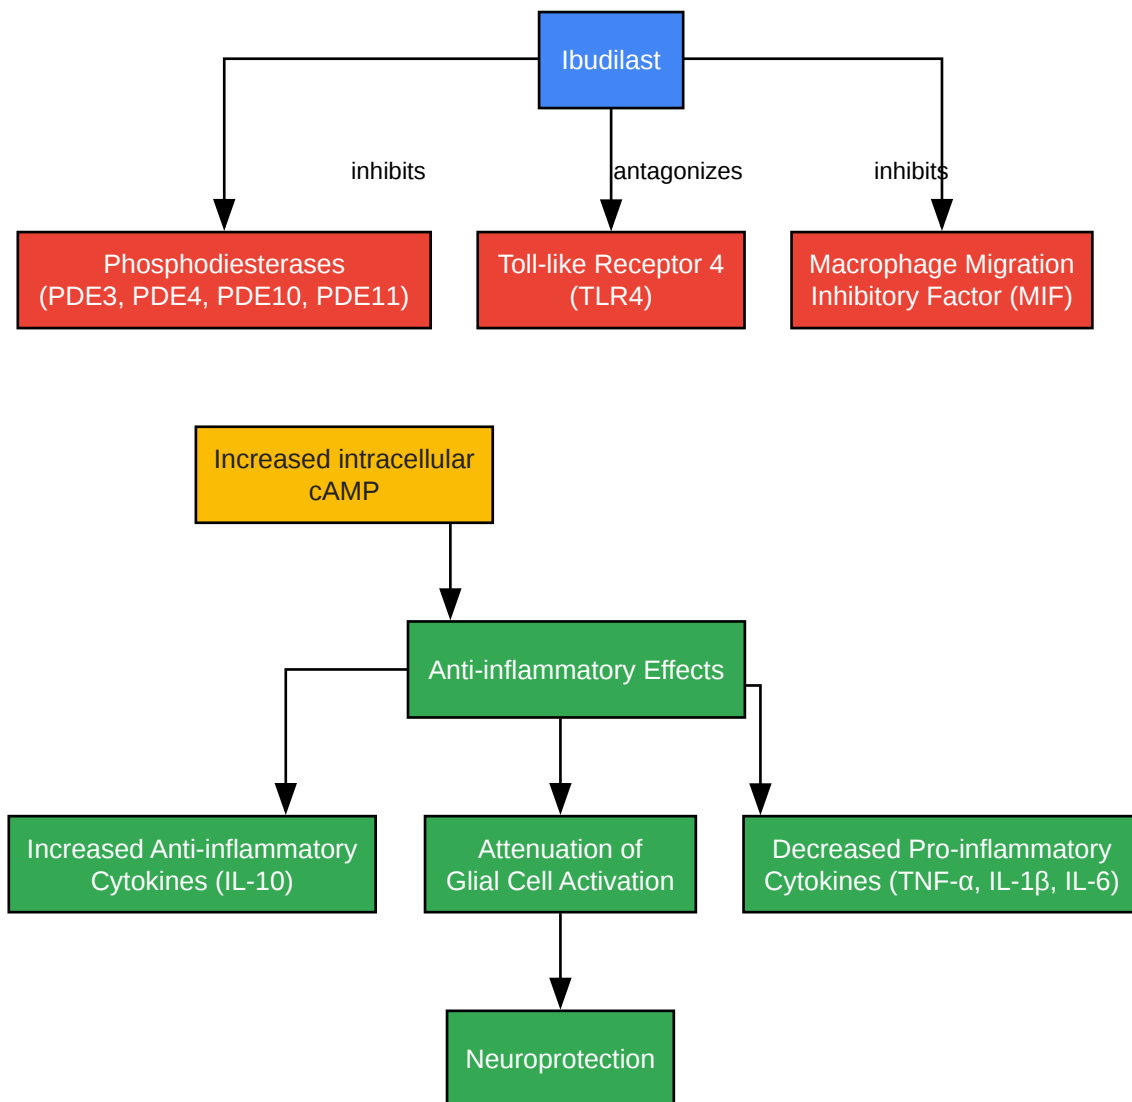 Ibudilast
inhibits
antagonizes
inhibits
Phosphodiesterases
(PDE3, PDE4, PDE10, PDE11)
Toll-like Receptor 4
(TLR4)
Macrophage Migration
Inhibitory Factor (MIF)
Increased intracellular
cAMP
Anti-inflammatory Effects
Increased Anti-inflammatory
Cytokines (IL-10)
Attenuation of
Glial Cell Activation
Decreased Pro-inflammatory
Cytokines (TNF-α, IL-1β, IL-6)
Neuroprotection